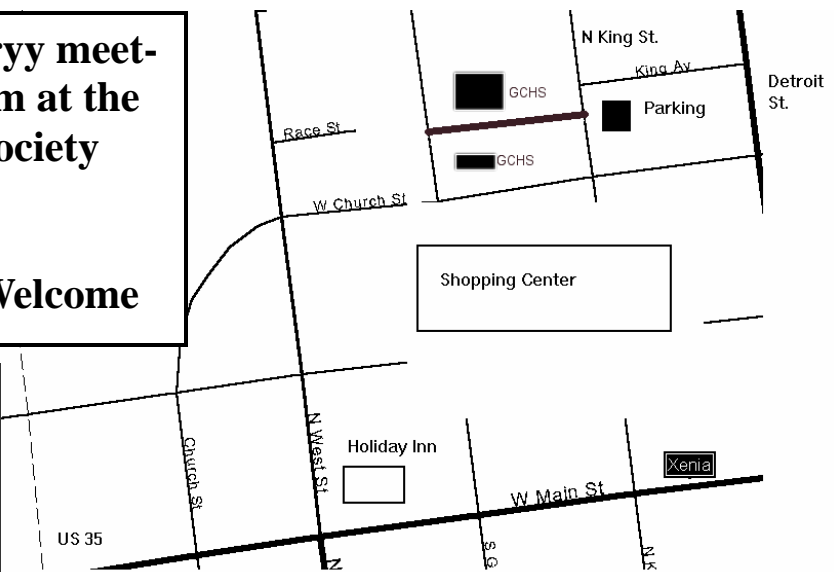 ryy meet-
m at the
ociety
Welcome
N King St.
King Av
Detroit
St.
GCHS
Parking
Race St
GCHS
W Church St
Shopping Center
Church St
N West St
Holiday Inn
Xenia
W Main St
US 35
N
S G
N K